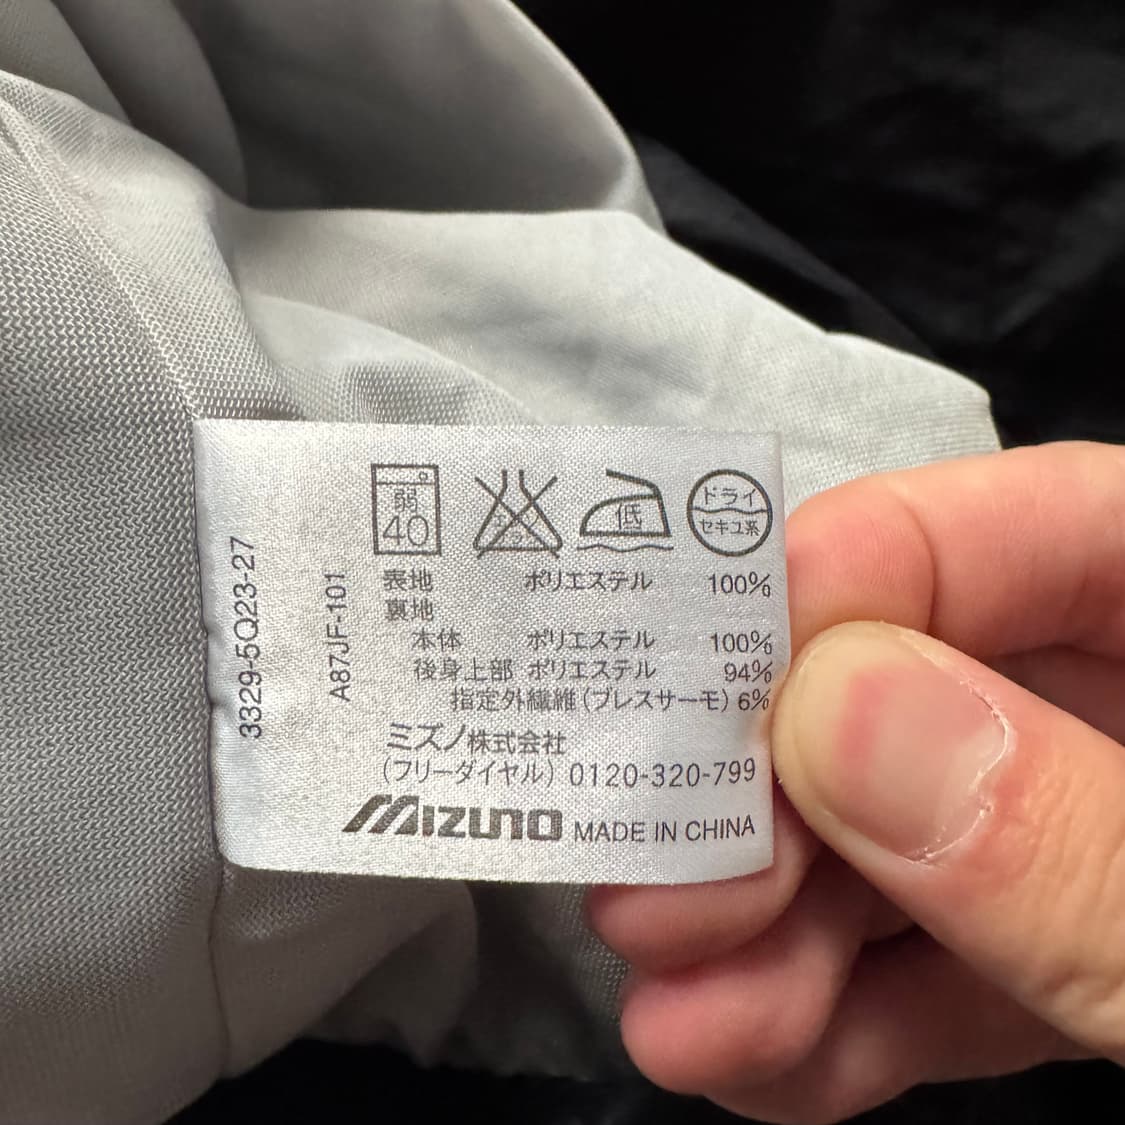 弱
40
低
ドライ
セキユ系
表地 ポリエステル 100%
裏地
本体 ポリエステル 100%
後身上部 ポリエステル 94%
指定外繊維(ブレスサーモ) 6%
ミズノ株式会社
(フリーダイヤル) 0120-320-799
MIZUNO MADE IN CHINA
A87JF-101
3329-5Q23-27